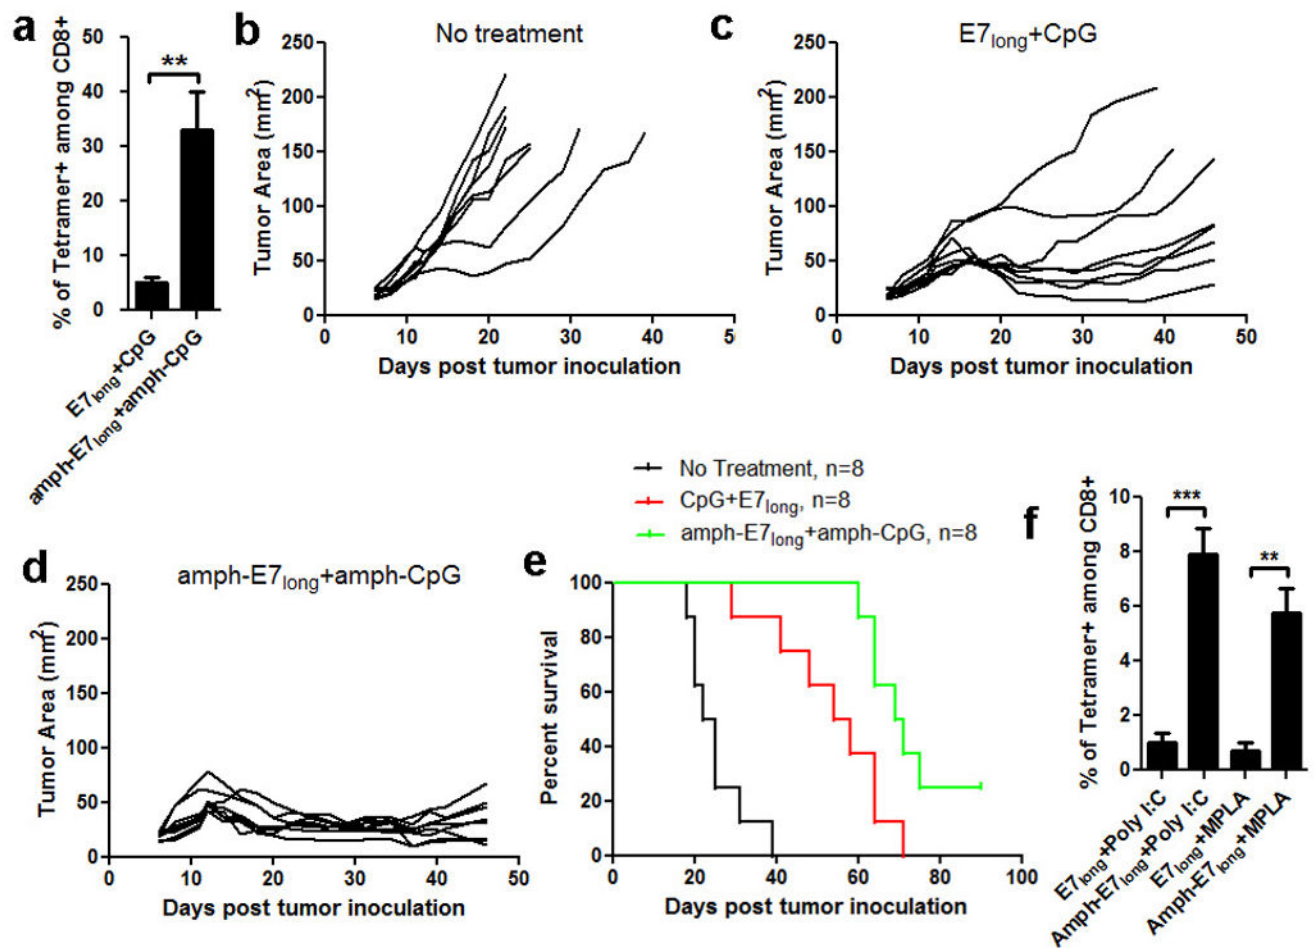 a
% of Tetramer+ among CD8+
50
40
30
20
10
0
**
E7long+CpG
amph-E7long+amph-CpG
b
No treatment
Tumor Area (mm2)
250
200
150
100
50
0
0 10 20 30 40 5
Days post tumor inoculation
c
E7long+CpG
Tumor Area (mm2)
250
200
150
100
50
0
0 10 20 30 40 50
Days post tumor inoculation
d
amph-E7long+amph-CpG
Tumor Area (mm2)
250
200
150
100
50
0
0 10 20 30 40 50
Days post tumor inoculation
No Treatment, n=8
CpG+E7long, n=8
amph-E7long+amph-CpG, n=8
e
Percent survival
100
80
60
40
20
0
0 20 40 60 80 100
Days post tumor inoculation
f
% of Tetramer+ among CD8+
10
8
6
4
2
0
***
**
E7long+Poly I:C
Amph-E7long+Poly I:C
E7long+MPLA
Amph-E7long+MPLA